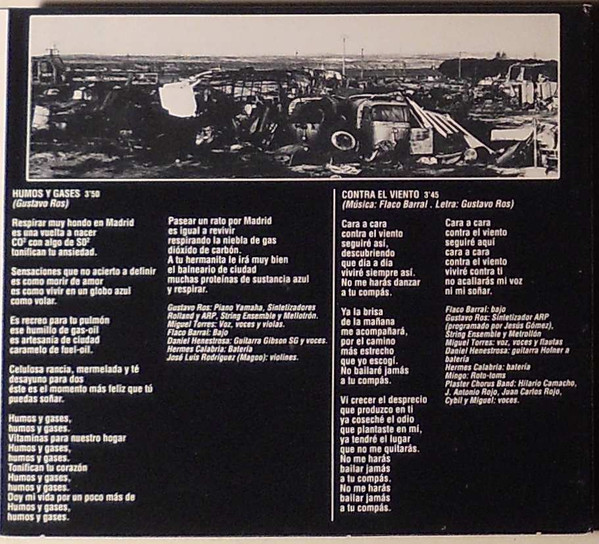 HUMOS Y GASES 3'50
(Gustavo Ros)
Respirar muy hondo en Madrid
es una vuelta a nacer
CO² con algo de SO²
tonifican tu ansiedad.
Sensaciones que no acierto a definir
es como morir de amor
es como vivir en un globo azul
como volar.
Es recreo para tu pulmón
ese humillo de gas-oil
es artesanía de ciudad
caramelo de fuel-oil.
Celulosa rancia, mermelada y té
desayuno para dos
éste es el momento más feliz que tú
puedas soñar.
Humos y gases,
humos y gases.
Vitaminas para nuestro hogar
Humos y gases,
humos y gases.
Tonifican tu corazón
Humos y gases,
humos y gases.
Doy mi vida por un poco más de
Humos y gases,
humos y gases.
Pasear un rato por Madrid
es igual a revivir
respirando la niebla de gas
dióxido de carbón.
A tu hermanita le irá muy bien
el balneario de ciudad
muchas proteínas de sustancia azul
y respirar.
Gustavo Ros: Piano Yamaha, Sintetizadores
Rolland y ARP, String Ensemble y Mellotrón.
Miguel Torres: Voz, voces y violas.
Flaco Barral: Bajo
Daniel Henestrosa: Guitarra Gibson SG y voces.
Hermes Calabria: Batería
José Luis Rodríguez (Magoo): violines.
CONTRA EL VIENTO 3'45
(Música: Flaco Barral . Letra: Gustavo Ros)
Cara a cara
contra el viento
seguiré así,
descubriendo
que día a día
viviré siempre así.
No me harás danzar
a tu compás.
Ya la brisa
de la mañana
me acompañará,
por el camino
más estrecho
que yo escogí.
No bailaré jamás
a tu compás.
Vi crecer el desprecio
que produzco en ti
ya coseché el odio
que plantaste en mí,
ya tendré el lugar
que no me quitarás.
No me harás
bailar jamás
a tu compás.
No me harás
bailar jamás
a tu compás.
Cara a cara
contra el viento
seguiré aquí
cara a cara
contra el viento
viviré contra ti
no acallarás mi voz
ni mi soñar.
Flaco Barral: bajo
Gustavo Ros: Sintetizador ARP
(programado por Jesús Gómez),
String Ensemble y Metrollón
Miguel Torres: voz, voces y flautas
Daniel Henestrosa: guitarra Holner a
batería
Hermes Calabria: batería
Mingo: Roto-toms
Plaster Chorus Band: Hilario Camacho,
J. Antonio Rojo, Juan Carlos Rojo,
Cybil y Miguel: voces.